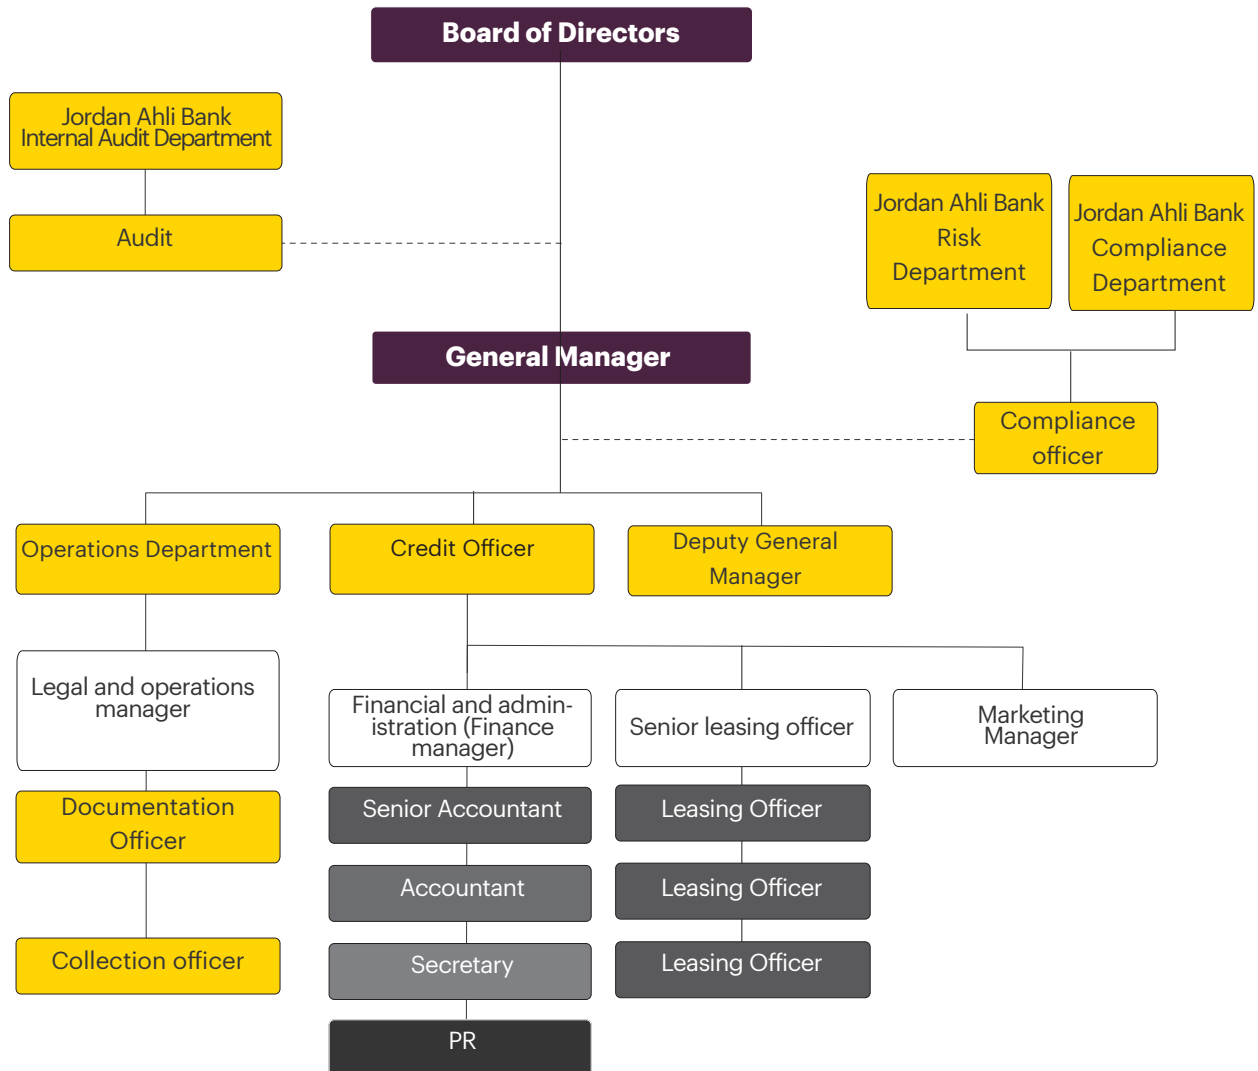 Board of Directors
Jordan Ahli Bank
Internal Audit Department
Audit
Jordan Ahli Bank
Risk
Department
Jordan Ahli Bank
Compliance
Department
General Manager
Compliance
officer
Operations Department
Credit Officer
Deputy General
Manager
Legal and operations
manager
Financial and admin-
istration (Finance
manager)
Senior leasing officer
Marketing
Manager
Documentation
Officer
Senior Accountant
Leasing Officer
Accountant
Leasing Officer
Collection officer
Secretary
Leasing Officer
PR